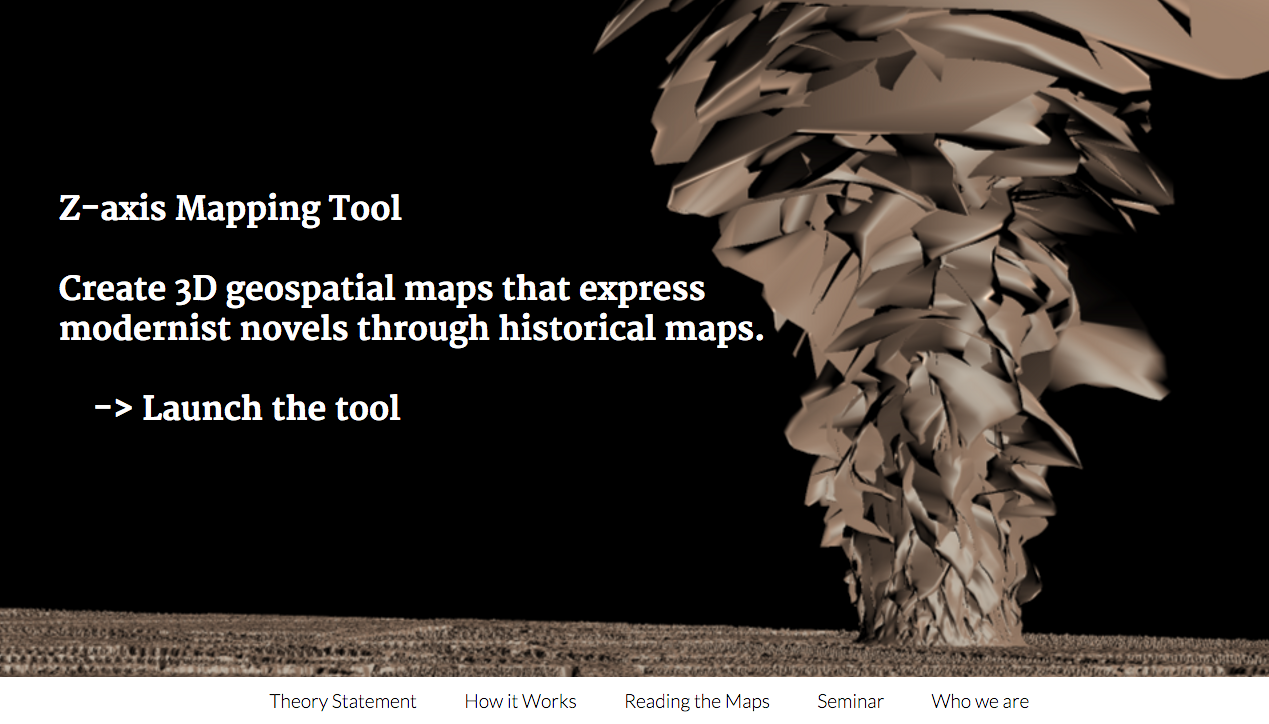 Z-axis Mapping Tool
Create 3D geospatial maps that express
modernist novels through historical maps.
-> Launch the tool
Theory Statement
How it Works
Reading the Maps
Seminar
Who we are